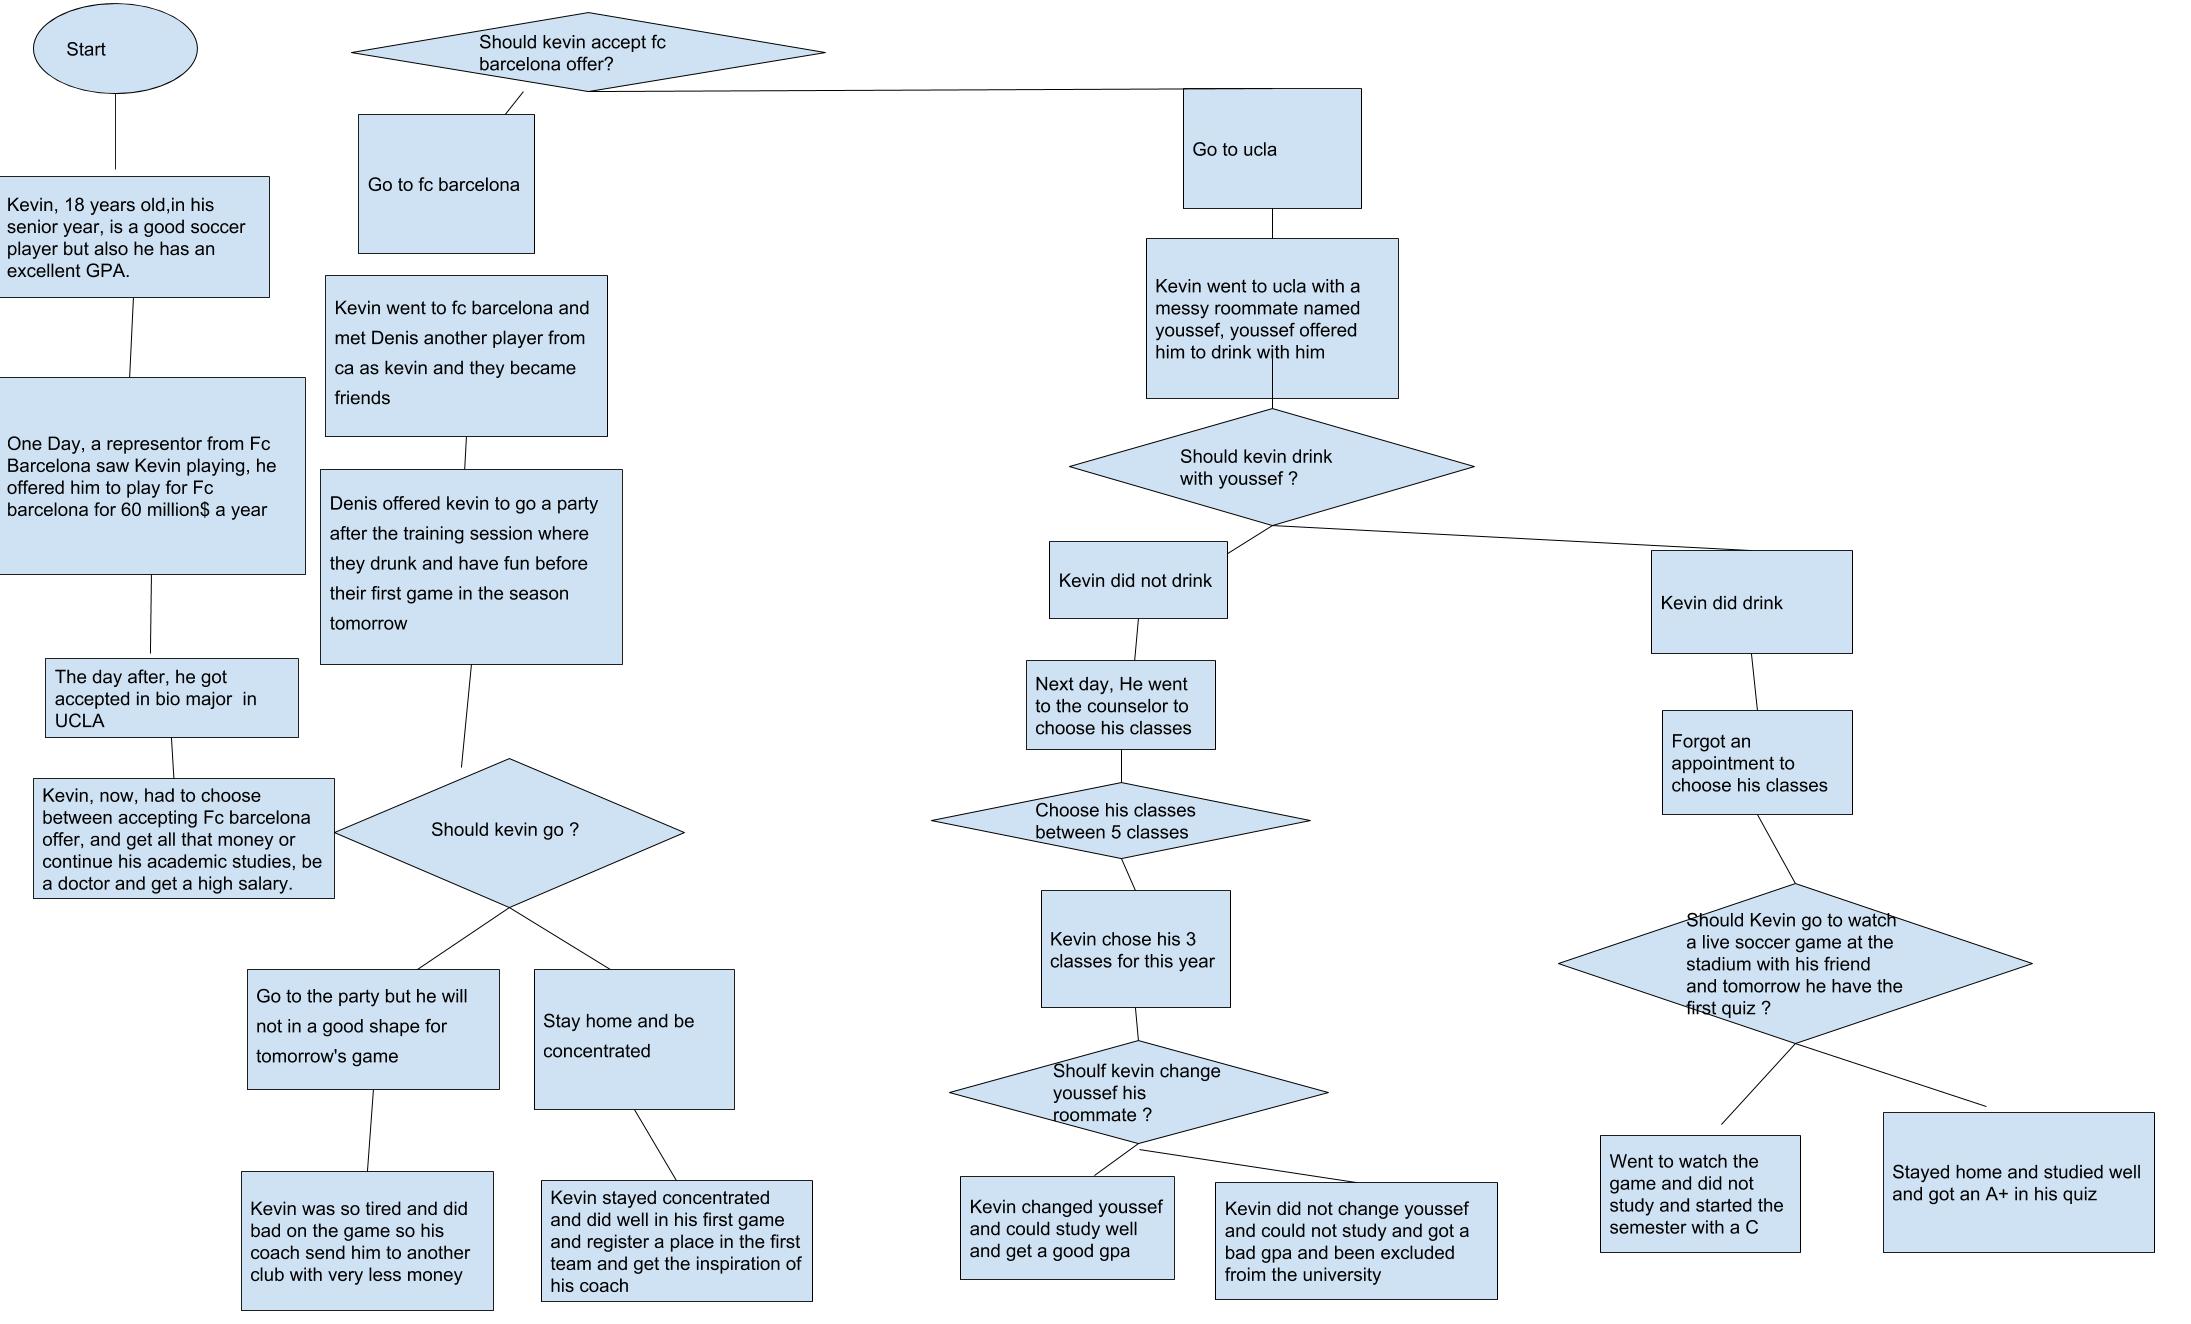 Start
Kevin, 18 years old,in his
senior year, is a good soccer
player but also he has an
excellent GPA.
One Day, a representor from Fc
Barcelona saw Kevin playing, he
offered him to play for Fc
barcelona for 60 million$ a year
The day after, he got
accepted in bio major  in
UCLA
Kevin, now, had to choose
between accepting Fc barcelona
offer, and get all that money or
continue his academic studies, be
a doctor and get a high salary.
Should kevin accept fc
barcelona offer?
Go to fc barcelona
Kevin went to fc barcelona and
met Denis another player from
ca as kevin and they became
friends
Denis offered kevin to go a party
after the training session where
they drunk and have fun before
their first game in the season
tomorrow
Should kevin go ?
Go to the party but he will
not in a good shape for
tomorrow's game
Kevin was so tired and did
bad on the game so his
coach send him to another
club with very less money
Stay home and be
concentrated
Kevin stayed concentrated
and did well in his first game
and register a place in the first
team and get the inspiration of
his coach
Go to ucla
Kevin went to ucla with a
messy roommate named
youssef, youssef offered
him to drink with him
Should kevin drink
with youssef ?
Kevin did not drink
Next day, He went
to the counselor to
choose his classes
Choose his classes
between 5 classes
Kevin chose his 3
classes for this year
Shoulf kevin change
youssef his
roommate ?
Kevin changed youssef
and could study well
and get a good gpa
Kevin did not change youssef
and could not study and got a
bad gpa and been excluded
froim the university
Kevin did drink
Forgot an
appointment to
choose his classes
Should Kevin go to watch
a live soccer game at the
stadium with his friend
and tomorrow he have the
first quiz ?
Went to watch the
game and did not
study and started the
semester with a C
Stayed home and studied well
and got an A+ in his quiz